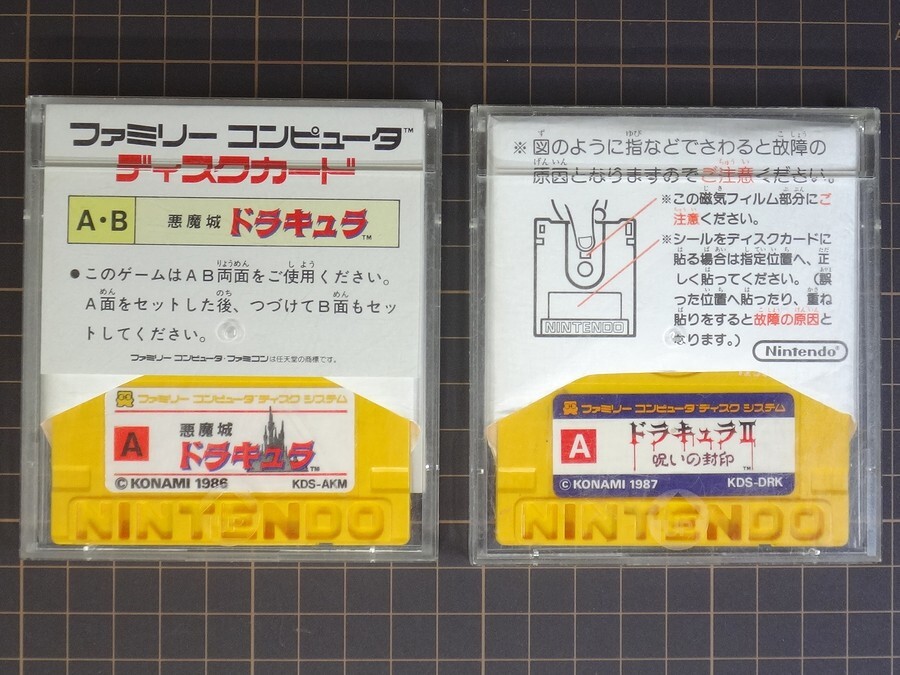 ファミリー コンピュータ™
ディスクカード
A・B 悪魔城 ドラキュラ™
●このゲームはAB両面をご使用ください。
A面をセットした後、つづけてB面もセッ
トしてください。
ファミリー コンピュータ・ファミコンは任天堂の商標です。
ファミリー コンピュータ ディスク システム
A
悪魔城
ドラキュラ™
© KONAMI 1986 KDS-AKM
NINTENDO
※図のように指などでさわると故障の
原因となりますのでご注意ください。
※この磁気フィルム部分にご
注意ください。
※シールをディスクカードに
貼る場合は指定位置へ、正
しく貼ってください。(誤
った位置へ貼ったり、重ね
貼りをすると故障の原因と
なります。)
NINTENDO
Nintendo®
ファミリー コンピュータ ディスク システム
A
ドラキュラII
呪いの封印™
© KONAMI 1987 KDS-DRK
NINTENDO